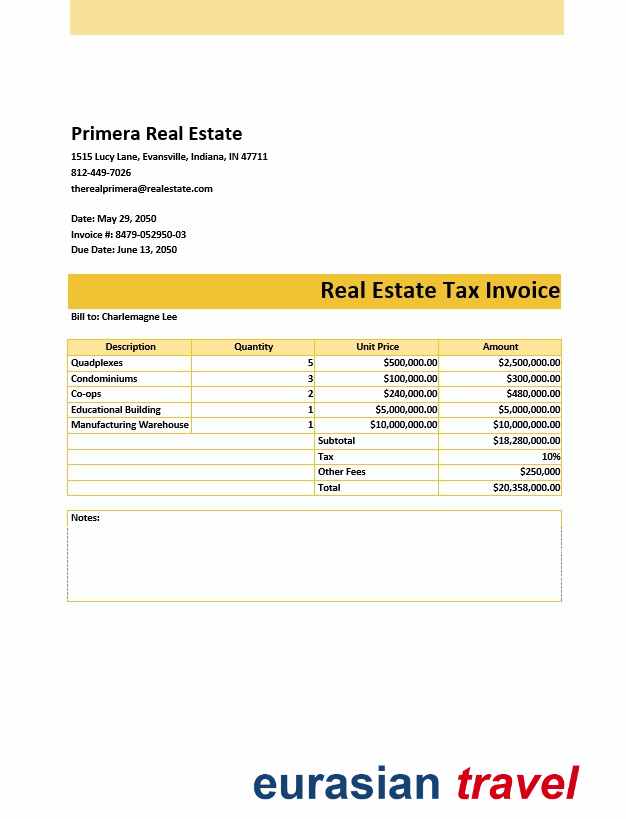 Primera Real Estate
1515 Lucy Lane, Evansville, Indiana, IN 47711
812-449-7026
therealprimera@realestate.com
Date: May 29, 2050
Invoice #: 8479-052950-03
Due Date: June 13, 2050
Real Estate Tax Invoice
Bill to: Charlemagne Lee
Description Quantity Unit Price Amount
Quadplexes 5 $500,000.00 $2,500,000.00
Condominiums 3 $100,000.00 $300,000.00
Co-ops 2 $240,000.00 $480,000.00
Educational Building 1 $5,000,000.00 $5,000,000.00
Manufacturing Warehouse 1 $10,000,000.00 $10,000,000.00
Subtotal $18,280,000.00
Tax 10%
Other Fees $250,000
Total $20,358,000.00
Notes:
eurasian travel